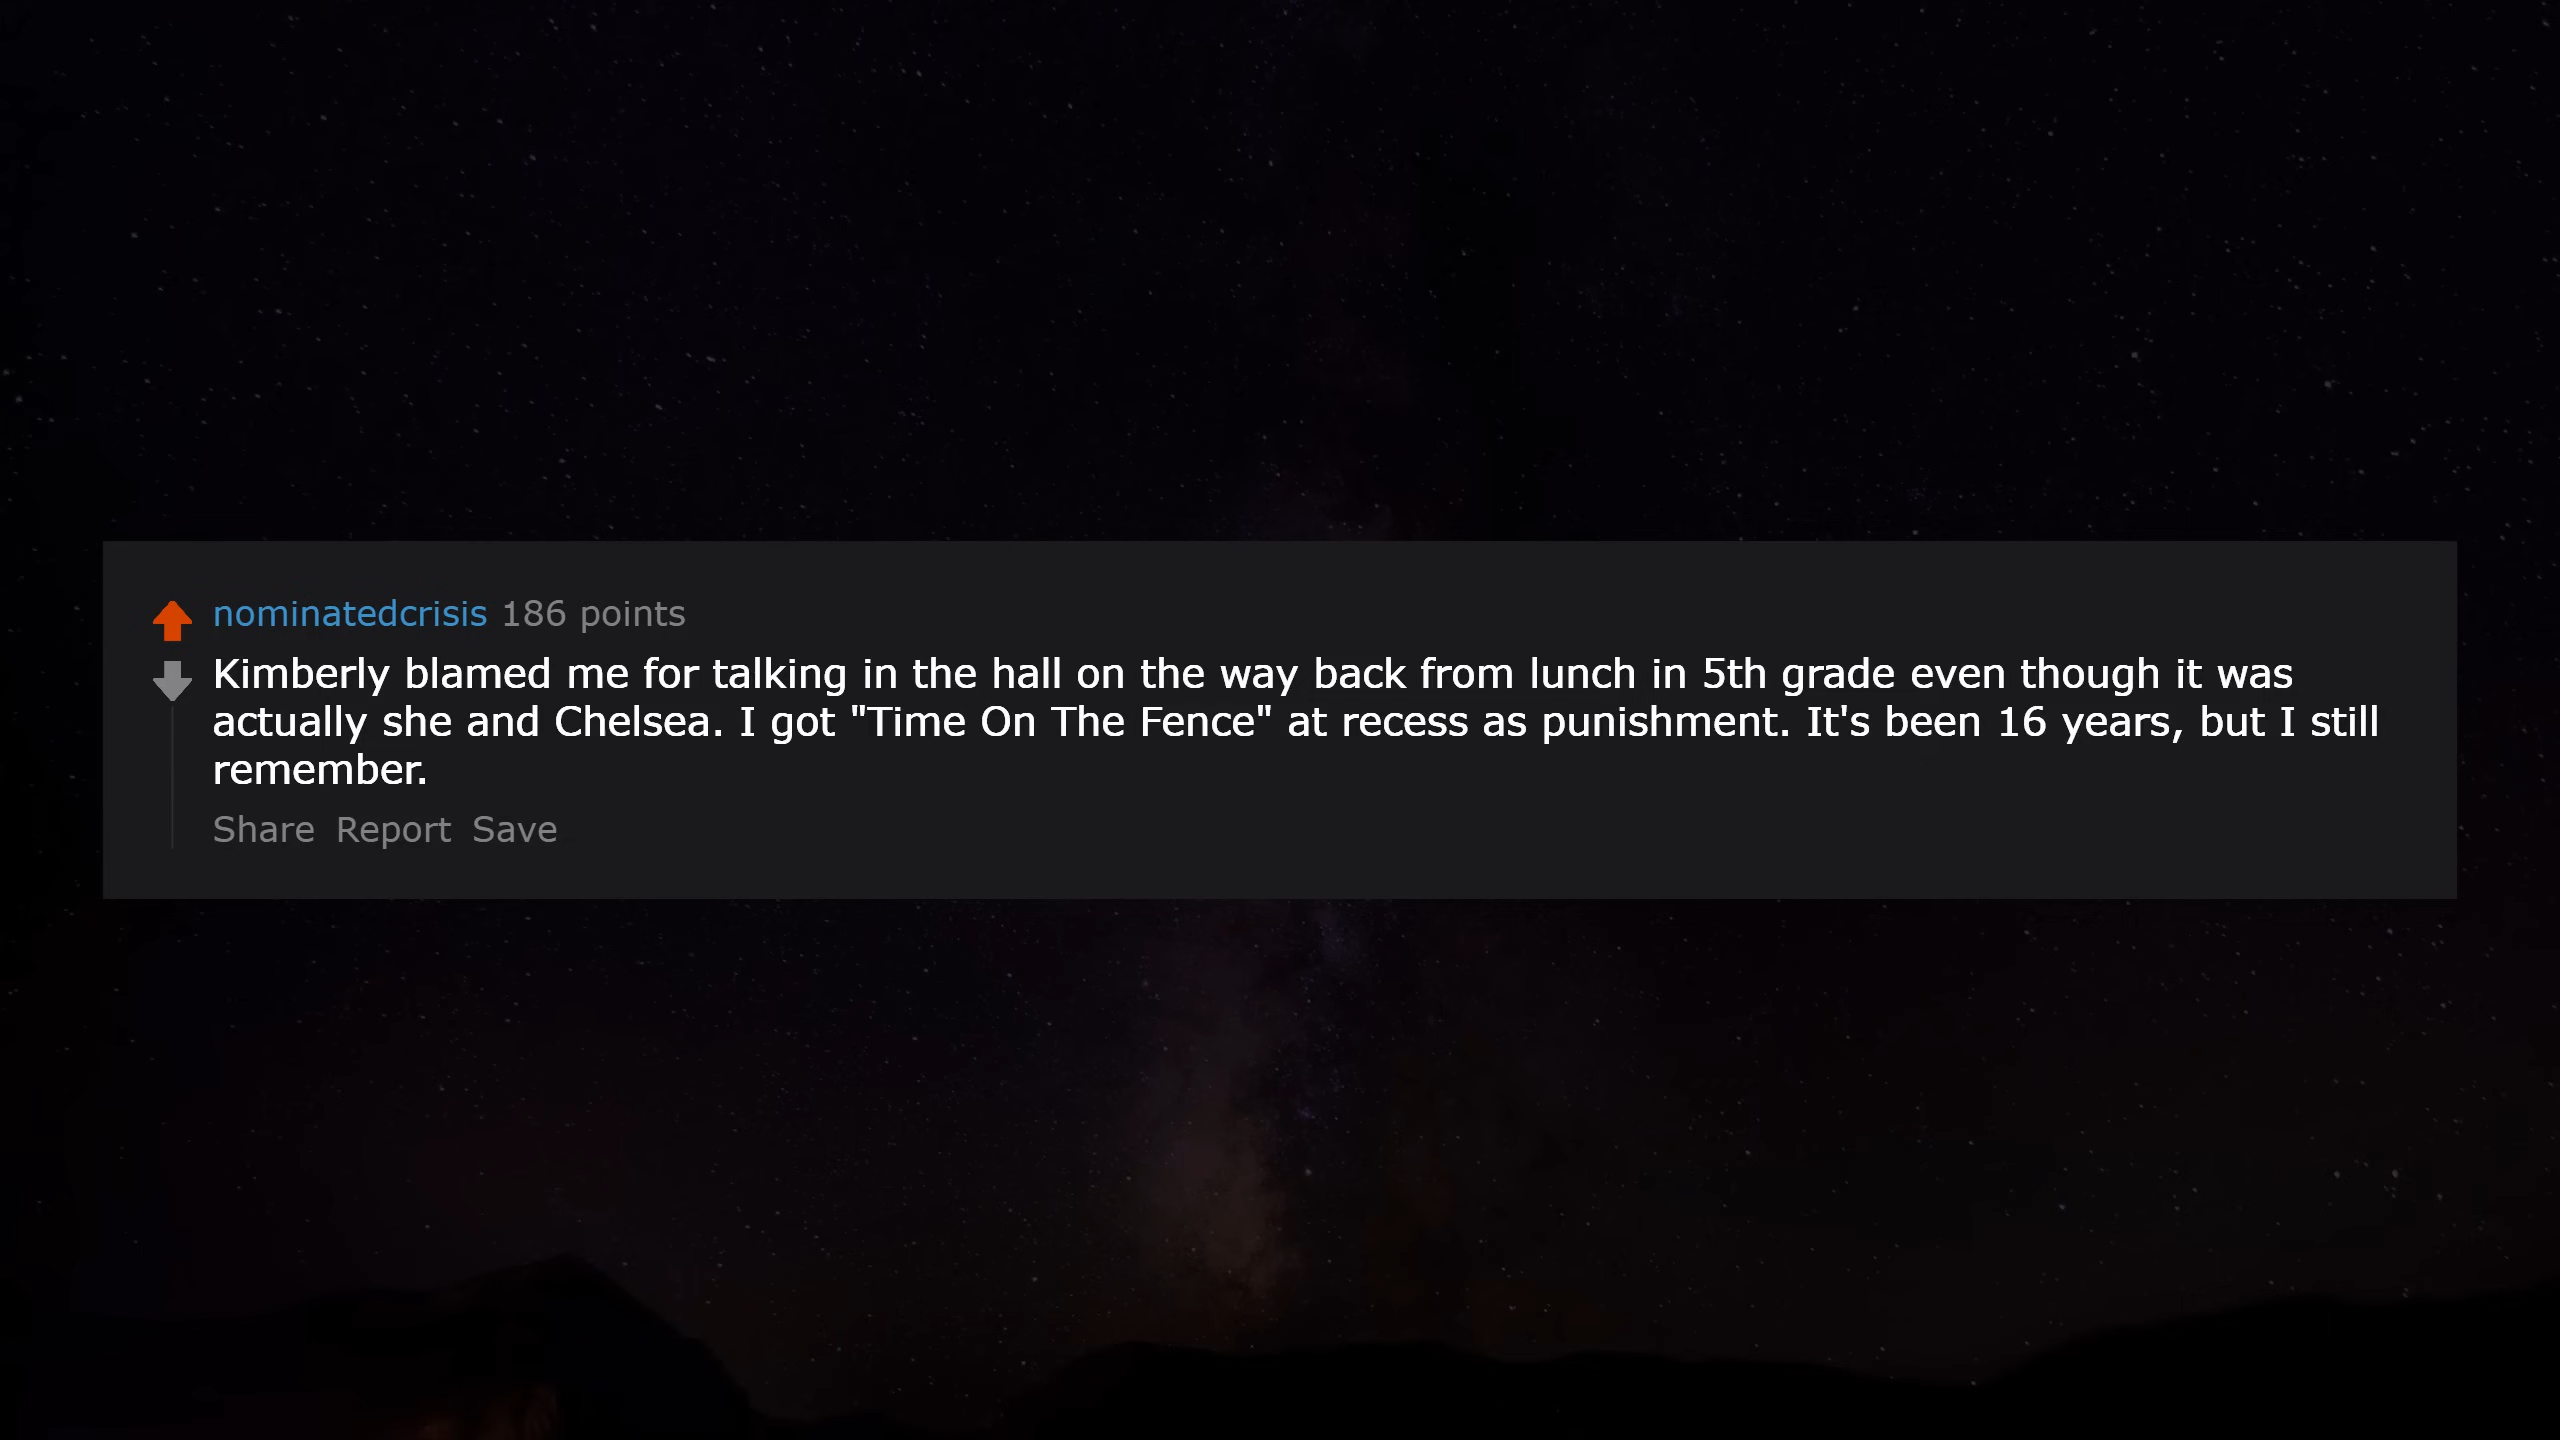 nominatedcrisis 186 points
Kimberly blamed me for talking in the hall on the way back from lunch in 5th grade even though it was
actually she and Chelsea. I got "Time On The Fence" at recess as punishment. It's been 16 years, but I still
remember.
Share Report Save